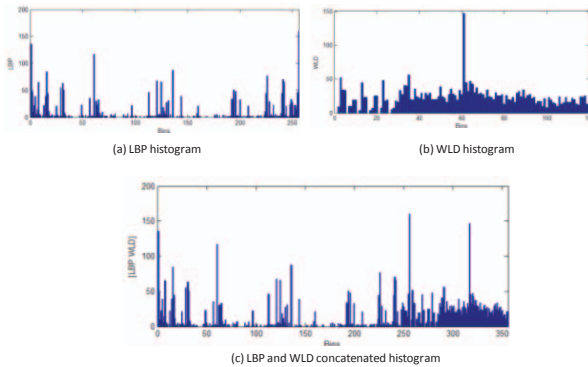 200
150
100
50
0
LBP
0 50 100 150 200 250
Bins
(a) LBP histogram
150
100
50
0
WLD
0 20 40 60 80 100 120
Bins
(b) WLD histogram
200
150
100
50
0
[LBP WLD]
0 50 100 150 200 250 300 350
Bins
(c) LBP and WLD concatenated histogram